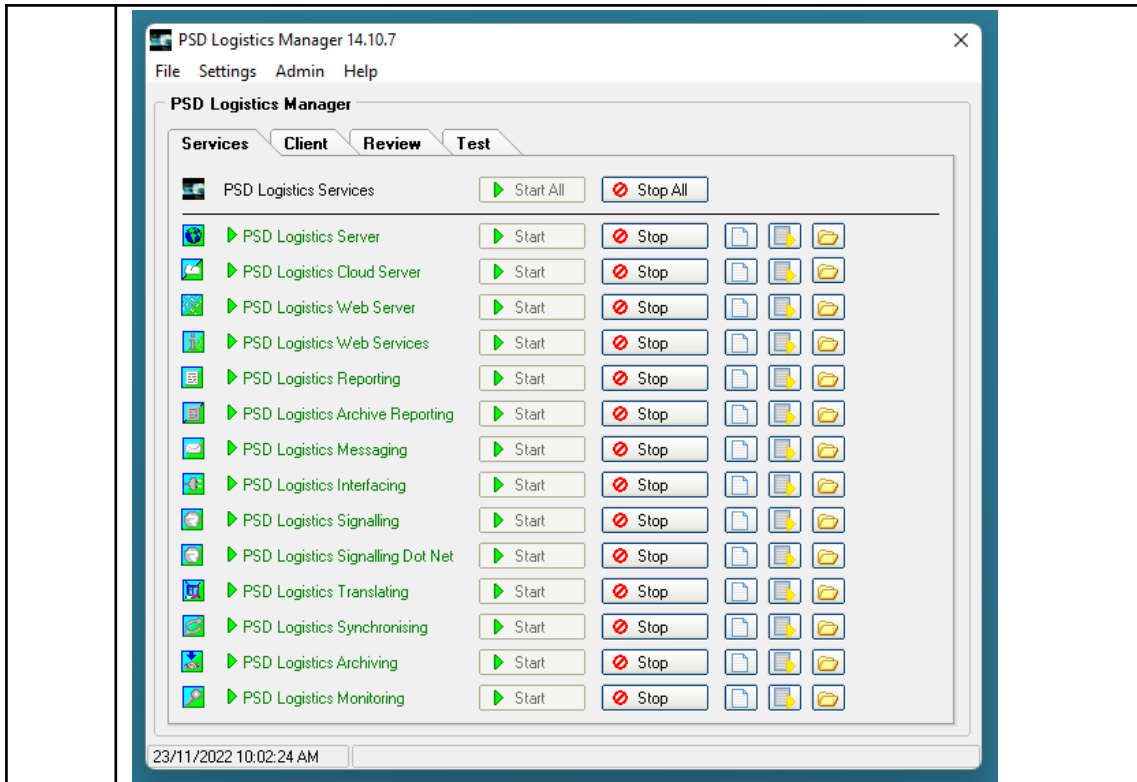 PSD Logistics Manager 14.10.7
File Settings Admin Help
PSD Logistics Manager
Services Client Review Test
PSD Logistics Services Start All Stop All
PSD Logistics Server Start Stop
PSD Logistics Cloud Server Start Stop
PSD Logistics Web Server Start Stop
PSD Logistics Web Services Start Stop
PSD Logistics Reporting Start Stop
PSD Logistics Archive Reporting Start Stop
PSD Logistics Messaging Start Stop
PSD Logistics Interfacing Start Stop
PSD Logistics Signalling Start Stop
PSD Logistics Signalling Dot Net Start Stop
PSD Logistics Translating Start Stop
PSD Logistics Synchronising Start Stop
PSD Logistics Archiving Start Stop
PSD Logistics Monitoring Start Stop
23/11/2022 10:02:24 AM